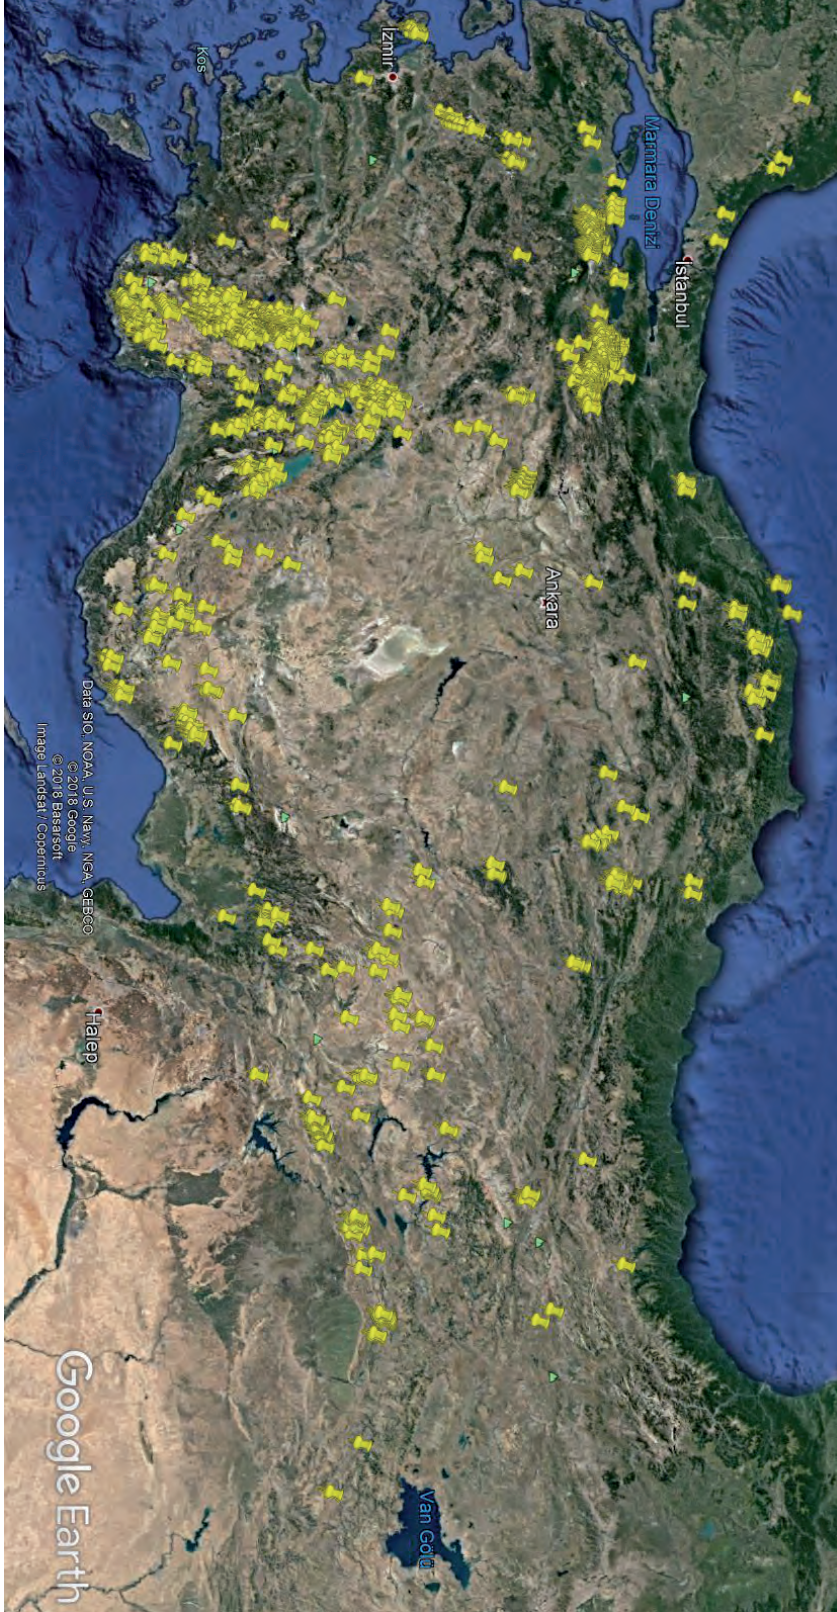 Marmara Denizi
İstanbul
İzmir
Kos
Ankara
Van Gölü
Halep
Data SIO, NOAA, U.S. Navy, NGA, GEBCO
© 2018 Google
© 2018 Basarsoft
Image Landsat / Copernicus
Google Earth